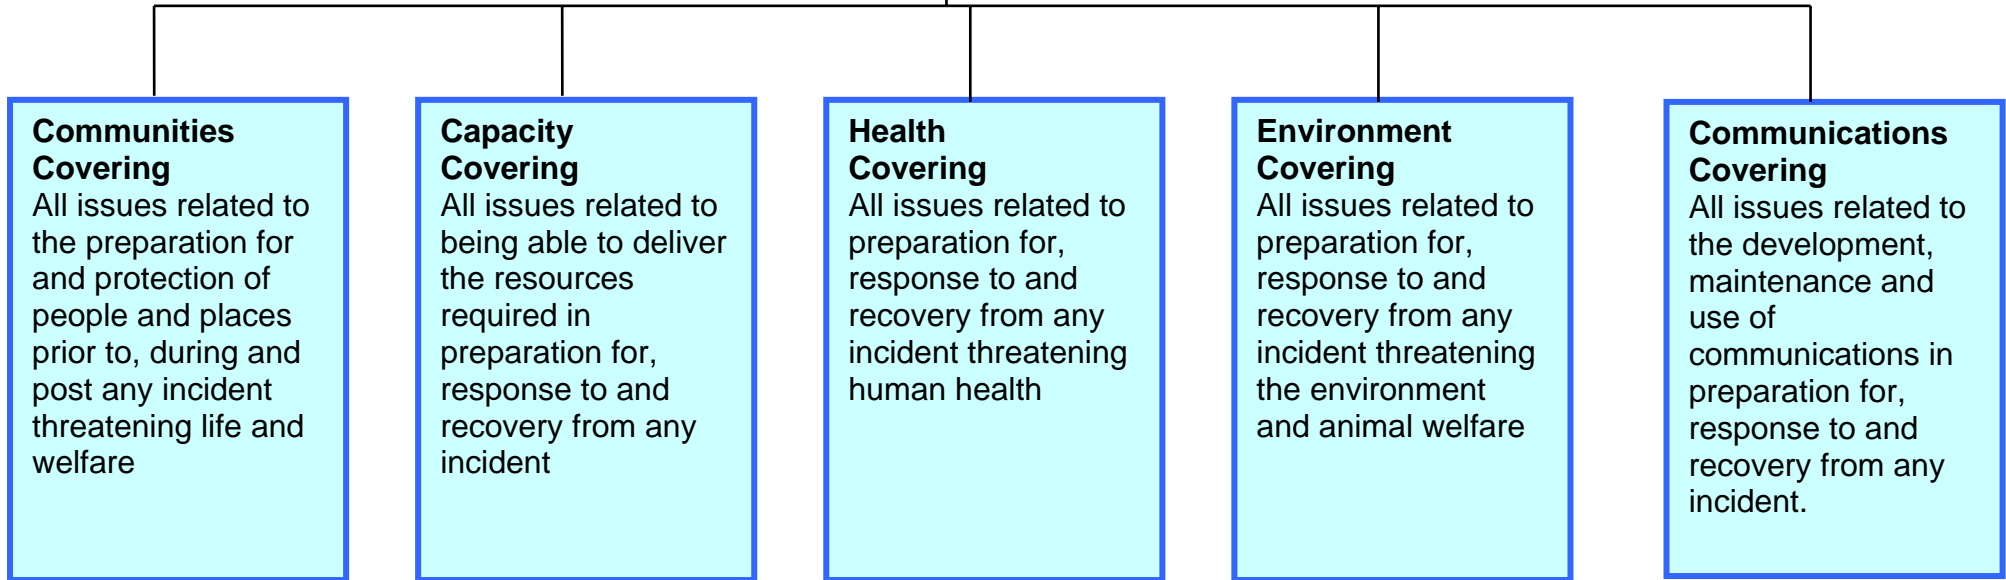 Communities
Covering
All issues related to
the preparation for
and protection of
people and places
prior to, during and
post any incident
threatening life and
welfare
Capacity
Covering
All issues related to
being able to deliver
the resources
required in
preparation for,
response to and
recovery from any
incident
Health
Covering
All issues related to
preparation for,
response to and
recovery from any
incident threatening
human health
Environment
Covering
All issues related to
preparation for,
response to and
recovery from any
incident threatening
the environment
and animal welfare
Communications
Covering
All issues related to
the development,
maintenance and
use of
communications in
preparation for,
response to and
recovery from any
incident.